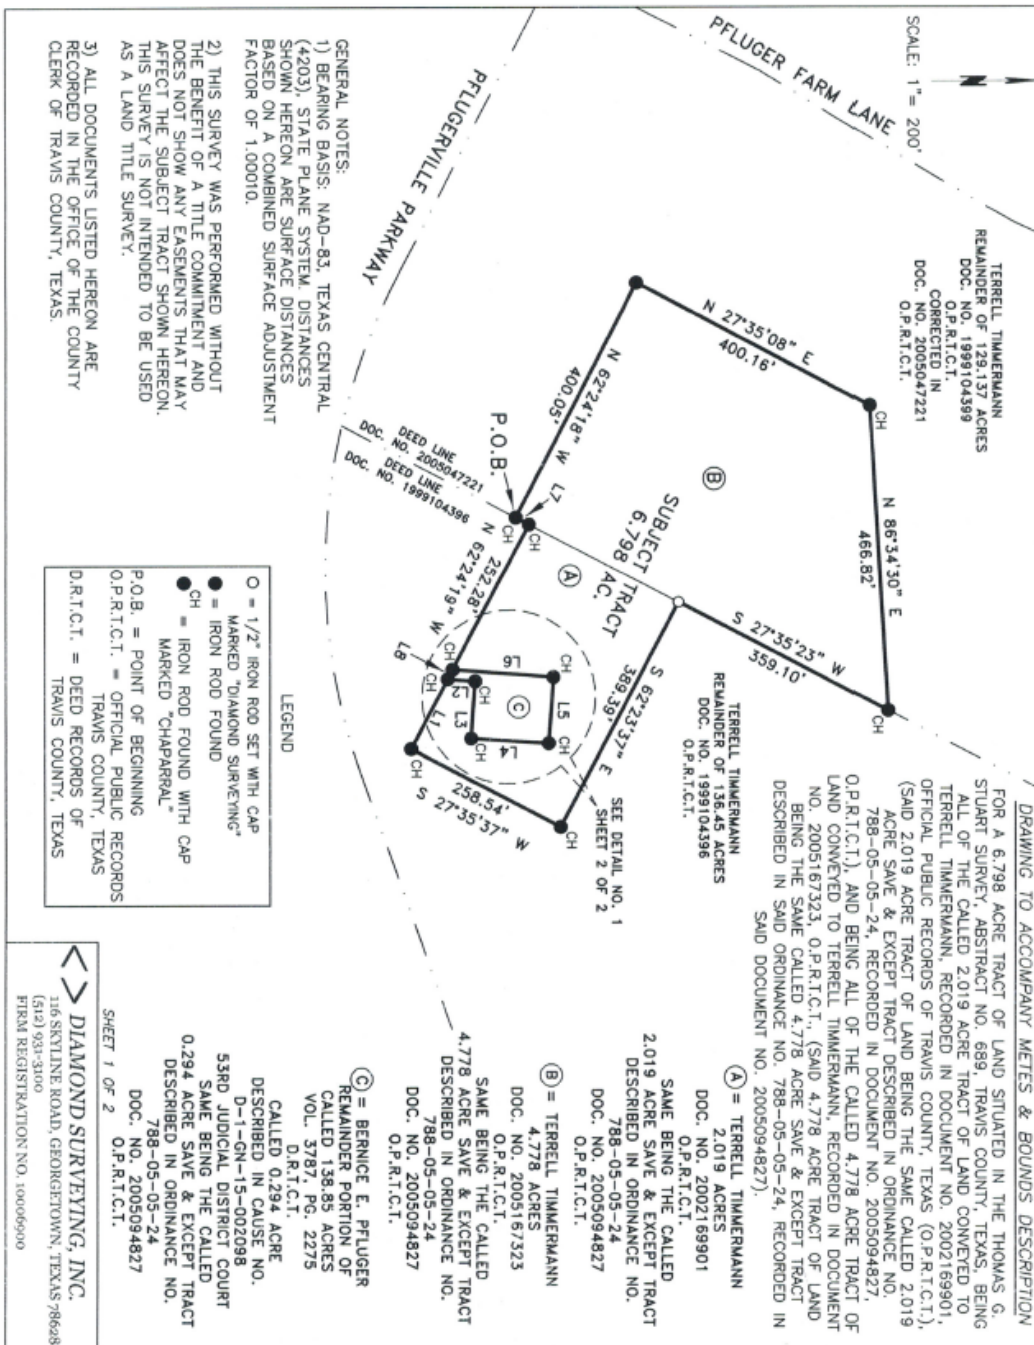 DRAWING TO ACCOMPANY METES & BOUNDS DESCRIPTION
FOR A 6.798 ACRE TRACT OF LAND SITUATED IN THE THOMAS G.
STUART SURVEY, ABSTRACT NO. 689, TRAVIS COUNTY, TEXAS, BEING
ALL OF THE CALLED 2.019 ACRE TRACT OF LAND CONVEYED TO
TERRELL TIMMERMANN, RECORDED IN DOCUMENT NO. 2002169901,
OFFICIAL PUBLIC RECORDS OF TRAVIS COUNTY, TEXAS (O.P.R.T.C.T.),
(SAID 2.019 ACRE TRACT OF LAND BEING THE SAME CALLED 2.019
ACRE SAVE & EXCEPT TRACT DESCRIBED IN ORDINANCE NO.
788-05-05-24, RECORDED IN DOCUMENT NO. 2005094827,
O.P.R.T.C.T.), AND BEING ALL OF THE CALLED 4.778 ACRE TRACT OF
LAND CONVEYED TO TERRELL TIMMERMANN, RECORDED IN DOCUMENT
NO. 2005167323, O.P.R.T.C.T., (SAID 4.778 ACRE TRACT OF LAND
BEING THE SAME CALLED 4.778 ACRE SAVE & EXCEPT TRACT
DESCRIBED IN SAID ORDINANCE NO. 788-05-05-24, RECORDED IN
SAID DOCUMENT NO. 2005094827).
SCALE: 1"= 200'
N
PFLUGER FARM LANE
PFLUGERVILLE PARKWAY
TERRELL TIMMERMANN
REMAINDER OF 129.137 ACRES
DOC. NO. 1999104399
O.P.R.T.C.T.
CORRECTED IN
DOC. NO. 2005047221
O.P.R.T.C.T.
N 27°35'08" E
400.16'
CH
N 86°34'30" E
466.82'
CH
S 27°35'23" W
359.10'
B
SUBJECT TRACT
6.798 AC.
A
N 62°24'18" W
400.05'
P.O.B.
L7
CH
CH
DEED LINE
DOC. NO. 2005047221
DEED LINE
DOC. NO. 1999104396
N 62°24'19" W
252.28'
S 62°23'37" E
389.39'
TERRELL TIMMERMANN
REMAINDER OF 136.45 ACRES
DOC. NO. 1999104396
O.P.R.T.C.T.
SEE DETAIL NO. 1
SHEET 2 OF 2
CH
L6
CH
L5
C
CH
L4
L3
CH
L2
CH
CH
L8
L1
CH
258.54'
S 27°35'37" W
CH
A = TERRELL TIMMERMANN
2.019 ACRES
DOC. NO. 2002169901
O.P.R.T.C.T.
SAME BEING THE CALLED
2.019 ACRE SAVE & EXCEPT TRACT
DESCRIBED IN ORDINANCE NO.
788-05-05-24
DOC. NO. 2005094827
O.P.R.T.C.T.
B = TERRELL TIMMERMANN
4.778 ACRES
DOC. NO. 2005167323
O.P.R.T.C.T.
SAME BEING THE CALLED
4.778 ACRE SAVE & EXCEPT TRACT
DESCRIBED IN ORDINANCE NO.
788-05-05-24
DOC. NO. 2005094827
O.P.R.T.C.T.
C = BERNICE E. PFLUGER
REMAINDER PORTION OF
CALLED 138.85 ACRES
VOL. 3787, PG. 2275
D.R.T.C.T.
CALLED 0.294 ACRE
DESCRIBED IN CAUSE NO.
D-1-GN-15-002098
53RD JUDICIAL DISTRICT COURT
SAME BEING THE CALLED
0.294 ACRE SAVE & EXCEPT TRACT
DESCRIBED IN ORDINANCE NO.
788-05-05-24
DOC. NO. 2005094827
O.P.R.T.C.T.
GENERAL NOTES:
1) BEARING BASIS: NAD-83, TEXAS CENTRAL
(4203), STATE PLANE SYSTEM. DISTANCES
SHOWN HEREON ARE SURFACE DISTANCES
BASED ON A COMBINED SURFACE ADJUSTMENT
FACTOR OF 1.00010.
2) THIS SURVEY WAS PERFORMED WITHOUT
THE BENEFIT OF A TITLE COMMITMENT AND
DOES NOT SHOW ANY EASEMENTS THAT MAY
AFFECT THE SUBJECT TRACT SHOWN HEREON.
THIS SURVEY IS NOT INTENDED TO BE USED
AS A LAND TITLE SURVEY.
3) ALL DOCUMENTS LISTED HEREON ARE
RECORDED IN THE OFFICE OF THE COUNTY
CLERK OF TRAVIS COUNTY, TEXAS.
LEGEND
O = 1/2" IRON ROD SET WITH CAP
MARKED "DIAMOND SURVEYING"
● = IRON ROD FOUND
● CH = IRON ROD FOUND WITH CAP
MARKED "CHAPARRAL"
P.O.B. = POINT OF BEGINNING
O.P.R.T.C.T. = OFFICIAL PUBLIC RECORDS
TRAVIS COUNTY, TEXAS
D.R.T.C.T. = DEED RECORDS OF
TRAVIS COUNTY, TEXAS
SHEET 1 OF 2
<> DIAMOND SURVEYING, INC.
116 SKYLINE ROAD, GEORGETOWN, TEXAS 78628
(512) 931-3100
FIRM REGISTRATION NO. 10006900